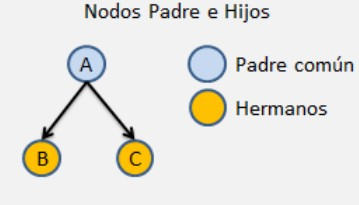 Nodos Padre e Hijos
A
Padre común
Hermanos
B
C